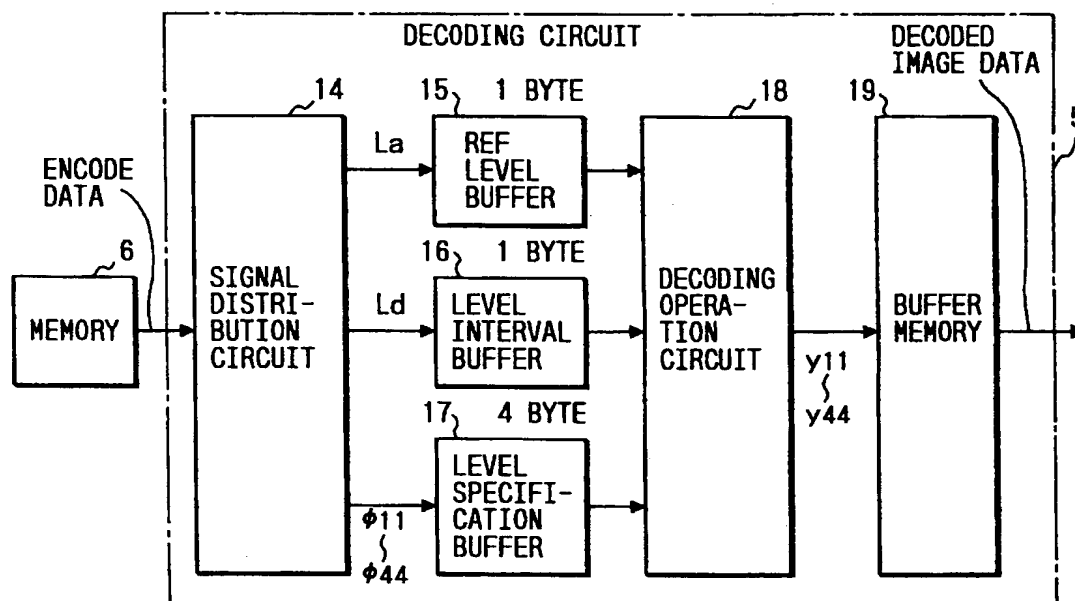 DECODING CIRCUIT
DECODED
IMAGE DATA
5
14
15
1 BYTE
18
19
La
REF
LEVEL
BUFFER
ENCODE
DATA
6
MEMORY
SIGNAL
DISTRI-
BUTION
CIRCUIT
16
1 BYTE
Ld
LEVEL
INTERVAL
BUFFER
DECODING
OPERA-
TION
CIRCUIT
BUFFER
MEMORY
y11
~
y44
17
4 BYTE
LEVEL
SPECIFI-
CATION
BUFFER
ϕ11
~
ϕ44